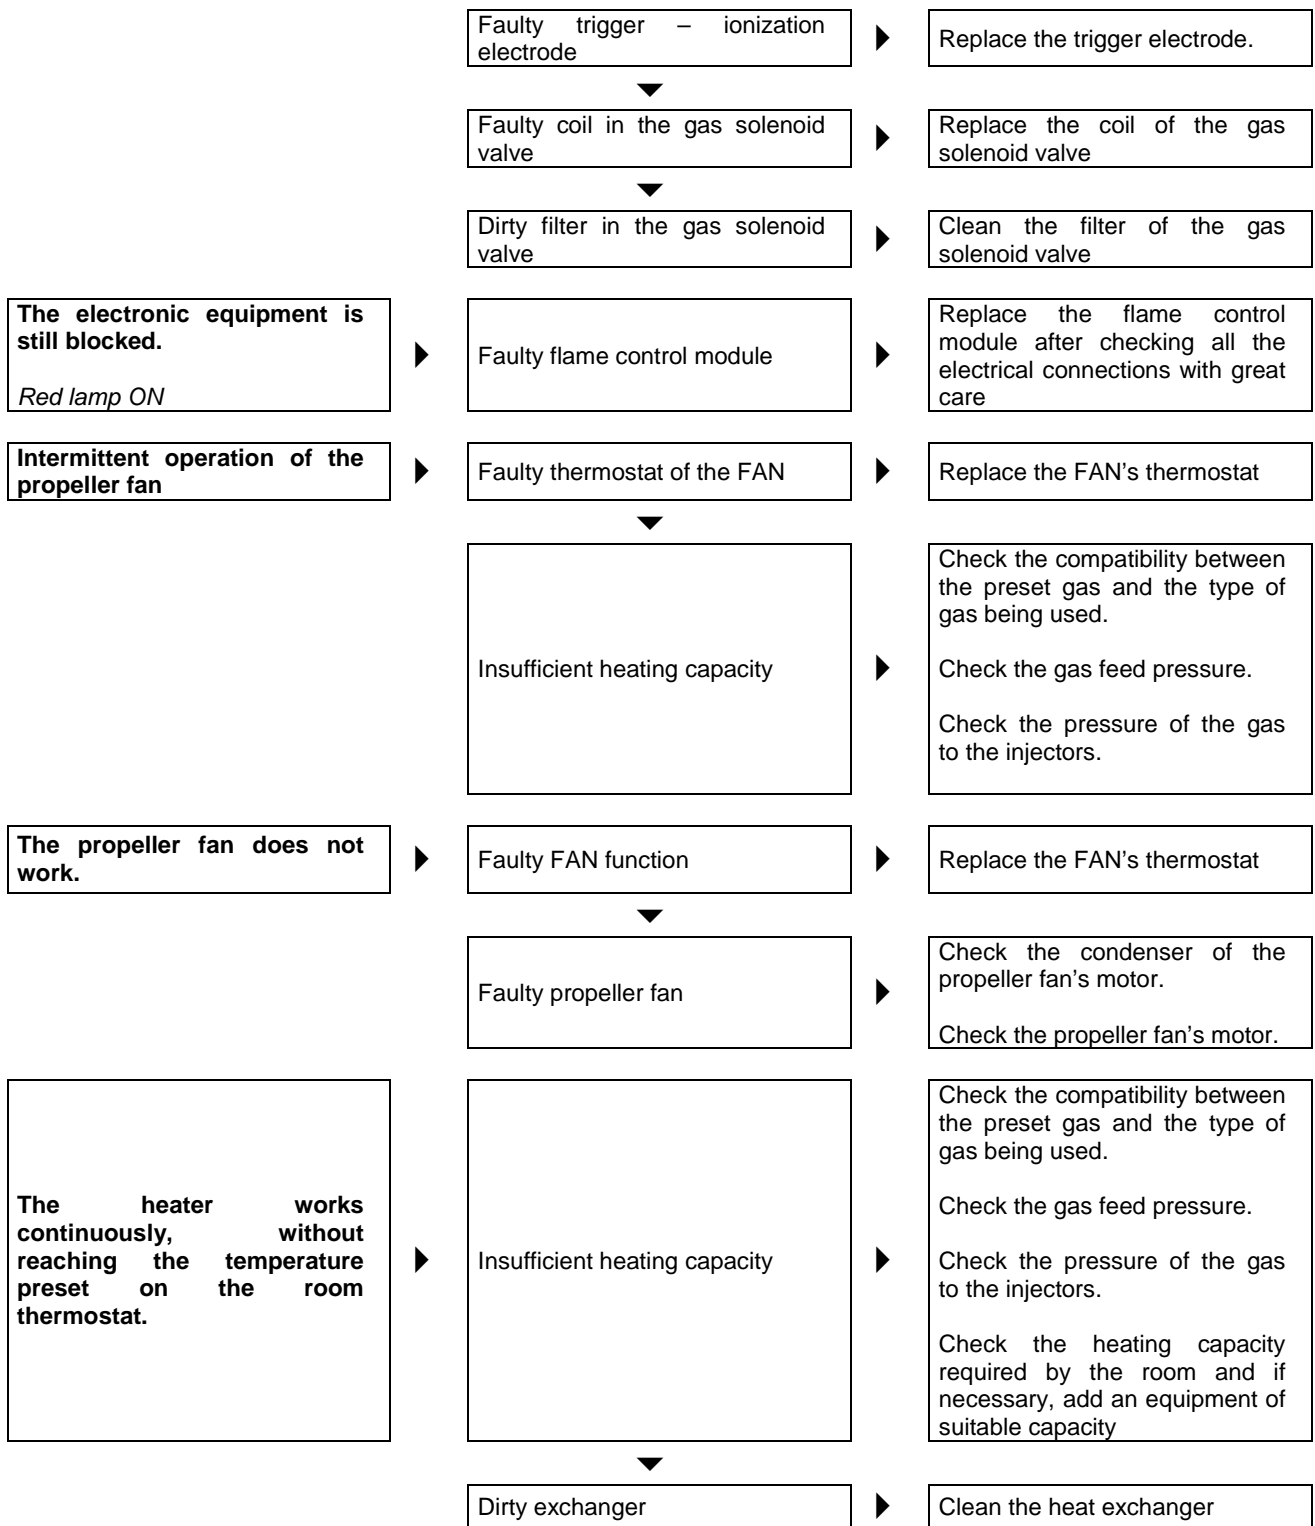 Faulty trigger – ionization
electrode
Replace the trigger electrode.
Faulty coil in the gas solenoid
valve
Replace the coil of the gas
solenoid valve
Dirty filter in the gas solenoid
valve
Clean the filter of the gas
solenoid valve
The electronic equipment is
still blocked.
Red lamp ON
Faulty flame control module
Replace the flame control
module after checking all the
electrical connections with great
care
Intermittent operation of the
propeller fan
Faulty thermostat of the FAN
Replace the FAN’s thermostat
Insufficient heating capacity
Check the compatibility between
the preset gas and the type of
gas being used.
Check the gas feed pressure.
Check the pressure of the gas
to the injectors.
The propeller fan does not
work.
Faulty FAN function
Replace the FAN’s thermostat
Faulty propeller fan
Check the condenser of the
propeller fan’s motor.
Check the propeller fan’s motor.
The heater works
continuously, without
reaching the temperature
preset on the room
thermostat.
Insufficient heating capacity
Check the compatibility between
the preset gas and the type of
gas being used.
Check the gas feed pressure.
Check the pressure of the gas
to the injectors.
Check the heating capacity
required by the room and if
necessary, add an equipment of
suitable capacity
Dirty exchanger
Clean the heat exchanger